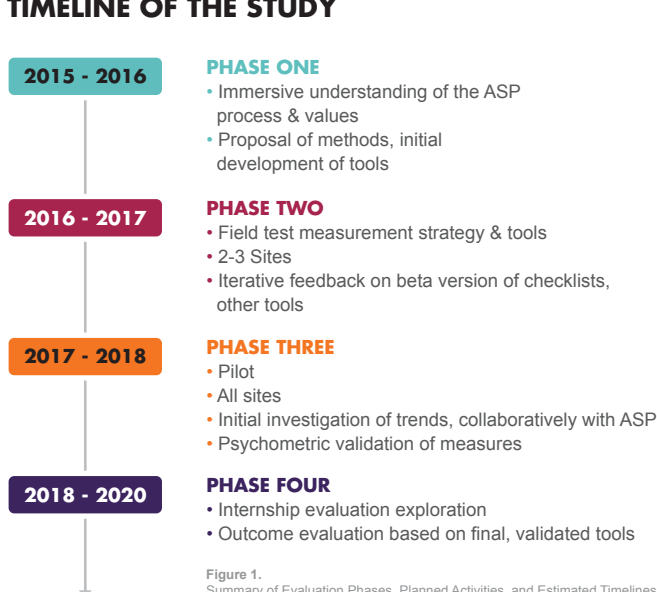 TIMELINE OF THE STUDY
2015 - 2016
PHASE ONE
• Immersive understanding of the ASP
process & values
• Proposal of methods, initial
development of tools
2016 - 2017
PHASE TWO
• Field test measurement strategy & tools
• 2-3 Sites
• Iterative feedback on beta version of checklists,
other tools
2017 - 2018
PHASE THREE
• Pilot
• All sites
• Initial investigation of trends, collaboratively with ASP
• Psychometric validation of measures
2018 - 2020
PHASE FOUR
• Internship evaluation exploration
• Outcome evaluation based on final, validated tools
Figure 1.
Summary of Evaluation Phases, Planned Activities, and Estimated Timelines